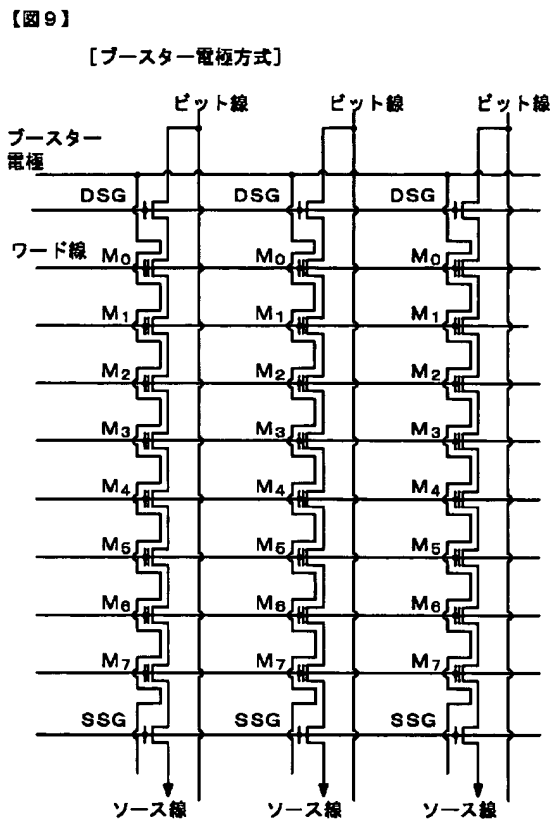 【図9】
［ブースター電極方式］
ビット線 ビット線 ビット線
ブースター
電極
DSG DSG DSG
ワード線 M0 M0 M0
M1 M1 M1
M2 M2 M2
M3 M3 M3
M4 M4 M4
M5 M5 M5
M6 M6 M6
M7 M7 M7
SSG SSG SSG
ソース線 ソース線 ソース線